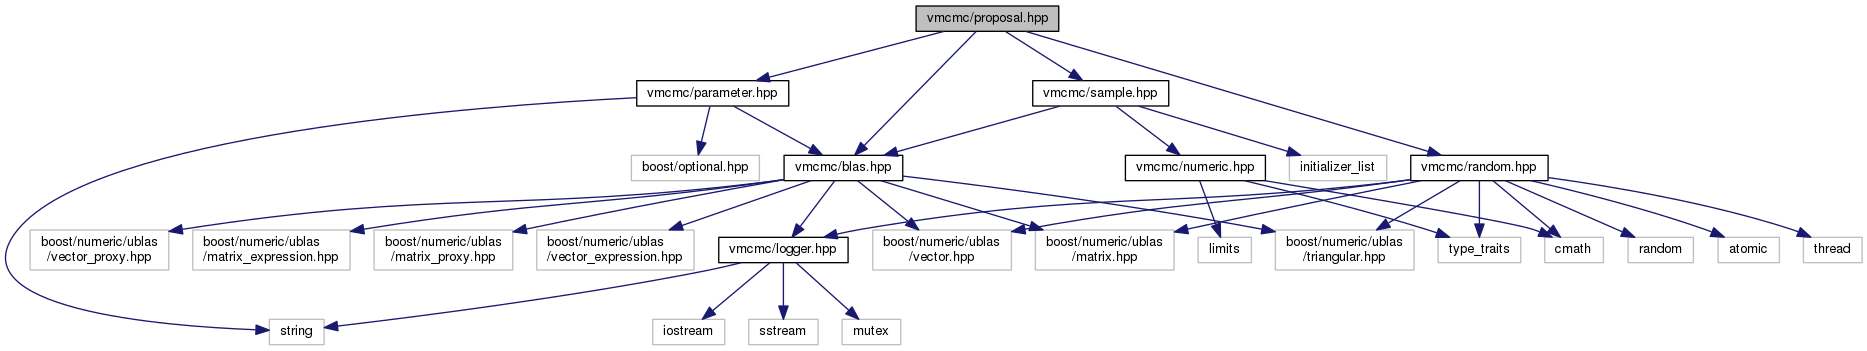 vmcmc/proposal.hpp
vmcmc/parameter.hpp
vmcmc/sample.hpp
boost/optional.hpp
vmcmc/blas.hpp
vmcmc/numeric.hpp
initializer_list
vmcmc/random.hpp
boost/numeric/ublas
/vector_proxy.hpp
boost/numeric/ublas
/matrix_expression.hpp
boost/numeric/ublas
/matrix_proxy.hpp
boost/numeric/ublas
/vector_expression.hpp
vmcmc/logger.hpp
boost/numeric/ublas
/vector.hpp
boost/numeric/ublas
/matrix.hpp
limits
boost/numeric/ublas
/triangular.hpp
type_traits
cmath
random
atomic
thread
string
iostream
sstream
mutex